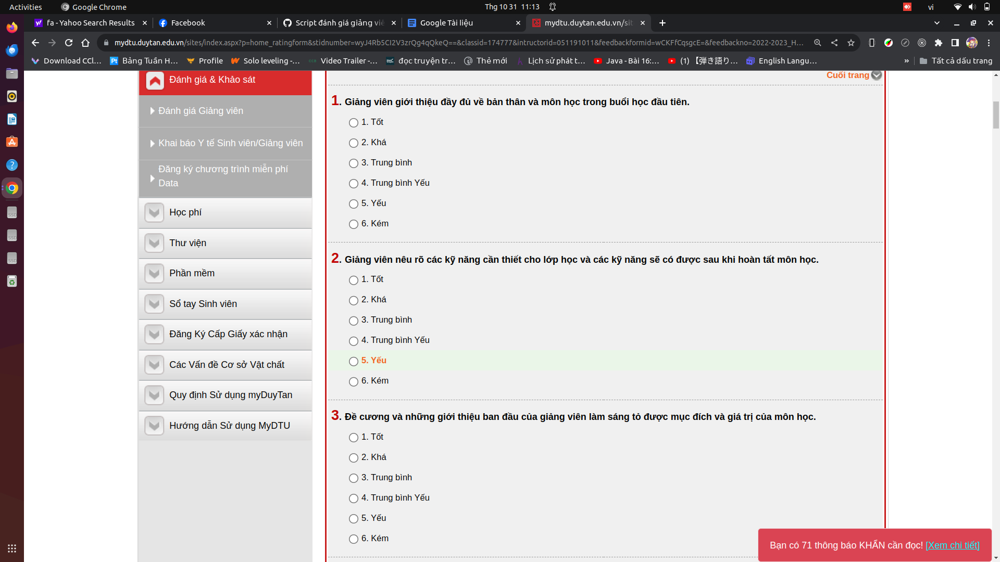 Activities
Google Chrome
Thg 10 31 11:13
vi
fa - Yahoo Search Results
Facebook
Script đánh giá giảng viê
Google Tài liệu
mydtu.duytan.edu.vn/sit
mydtu.duytan.edu.vn/sites/index.aspx?p=home_ratingform&stidnumber=wyJ4Rb5CI2V3zrQg4qQkeQ==&classid=174777&intructorid=051191011&feedbackformid=wCKFfCqsgcE=&feedbackno=2022-2023_H...
Download CCl...
Bảng Tuần H...
Profile
Solo leveling -...
Video Trailer -...
đọc truyện tr...
Thẻ mới
Lịch sử phát t...
Java - Bài 16:...
(1) 【弾き語り...
English Langu...
»
Tất cả dấu trang
Đánh giá & Khảo sát
Đánh giá Giảng viên
Khai báo Y tế Sinh viên/Giảng viên
Đăng ký chương trình miễn phí
Data
Học phí
Thư viện
Phần mềm
Sổ tay Sinh viên
Đăng Ký Cấp Giấy xác nhận
Các Vấn đề Cơ sở Vật chất
Quy định Sử dụng myDuyTan
Hướng dẫn Sử dụng MyDTU
Cuối trang
1. Giảng viên giới thiệu đầy đủ về bản thân và môn học trong buổi học đầu tiên.
1. Tốt
2. Khá
3. Trung bình
4. Trung bình Yếu
5. Yếu
6. Kém
2. Giảng viên nêu rõ các kỹ năng cần thiết cho lớp học và các kỹ năng sẽ có được sau khi hoàn tất môn học.
1. Tốt
2. Khá
3. Trung bình
4. Trung bình Yếu
5. Yếu
6. Kém
3. Đề cương và những giới thiệu ban đầu của giảng viên làm sáng tỏ được mục đích và giá trị của môn học.
1. Tốt
2. Khá
3. Trung bình
4. Trung bình Yếu
5. Yếu
6. Kém
Bạn có 71 thông báo KHẨN cần đọc! [Xem chi tiết]